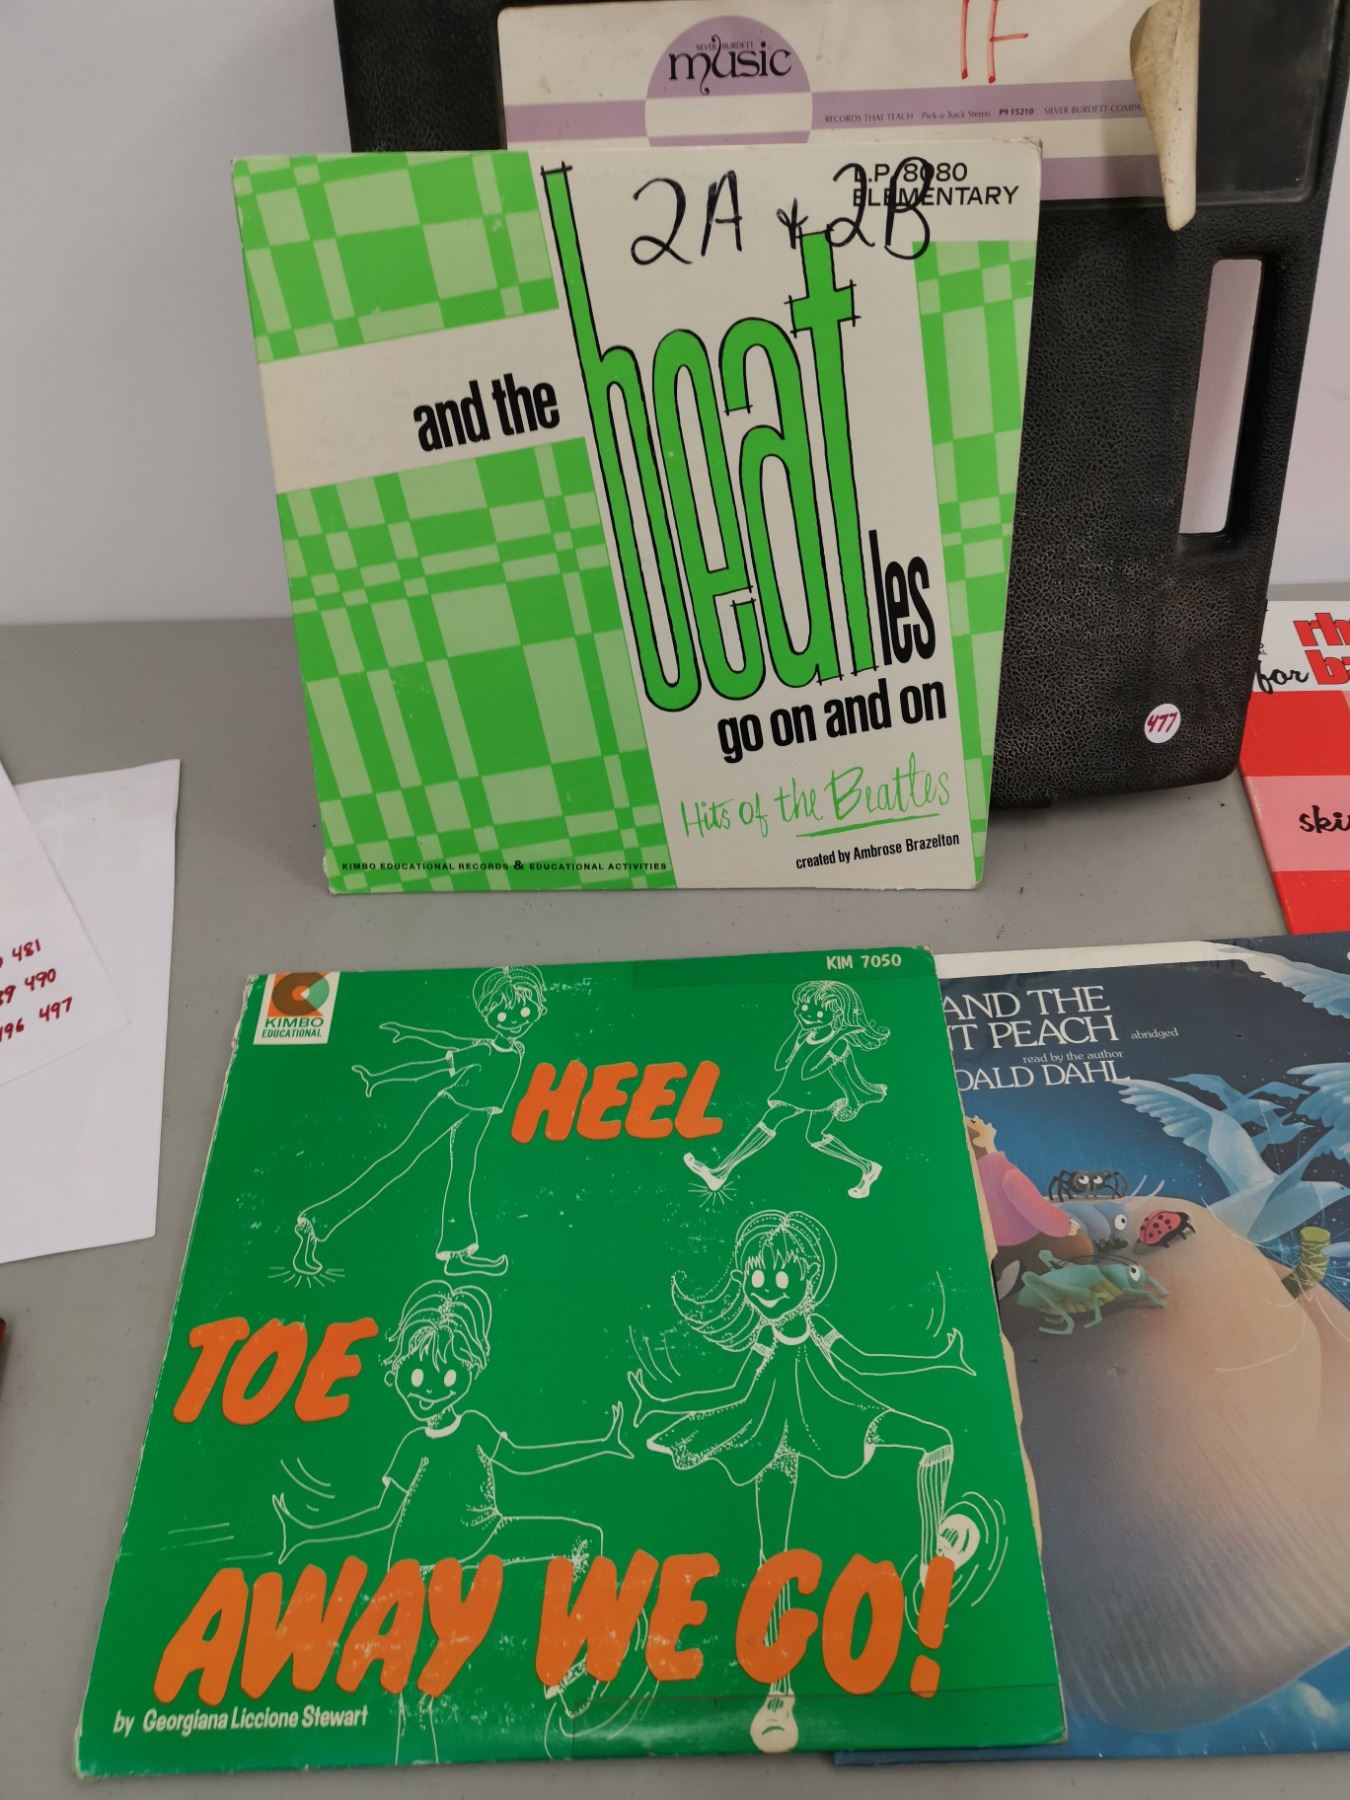 SILVER BURDETT
music
1F
RECORDS THAT TEACH Pick-a-Track Stereo P9 15210 SILVER BURDETT
L.P. 8080
ELEMENTARY
2A & 2B
and the
beatles
go on and on
Hits of the Beatles
created by Ambrose Brazelton
KIMBO EDUCATIONAL RECORDS & EDUCATIONAL ACTIVITIES
477
for
481
490
496 497
KIM 7050
KIMBO
EDUCATIONAL
HEEL
TOE
AWAY WE GO!
by Georgiana Liccione Stewart
AND THE
T PEACH abridged
read by the author
OALD DAHL